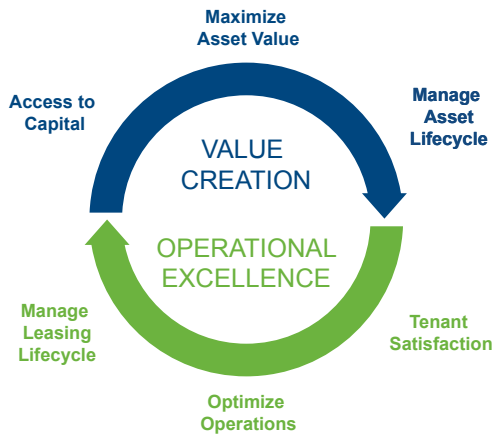 Maximize
Asset Value
Access to
Capital
Manage
Asset
Lifecycle
VALUE
CREATION
OPERATIONAL
EXCELLENCE
Manage
Leasing
Lifecycle
Tenant
Satisfaction
Optimize
Operations